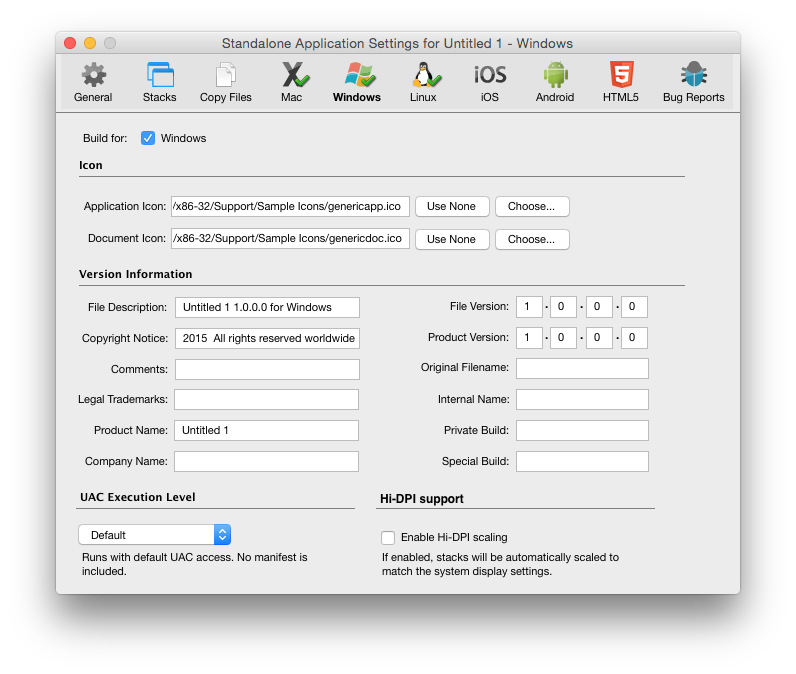 Standalone Application Settings for Untitled 1 - Windows
General Stacks Copy Files Mac Windows Linux iOS Android HTML5 Bug Reports
Build for: Windows
Icon
Application Icon: /x86-32/Support/Sample Icons/genericapp.ico Use None Choose...
Document Icon: /x86-32/Support/Sample Icons/genericdoc.ico Use None Choose...
Version Information
File Description: Untitled 1 1.0.0.0 for Windows File Version: 1 . 0 . 0 . 0
Copyright Notice: 2015 All rights reserved worldwide Product Version: 1 . 0 . 0 . 0
Comments: Original Filename:
Legal Trademarks: Internal Name:
Product Name: Untitled 1 Private Build:
Company Name: Special Build:
UAC Execution Level Hi-DPI support
Default Enable Hi-DPI scaling
Runs with default UAC access. No manifest is included.
If enabled, stacks will be automatically scaled to match the system display settings.